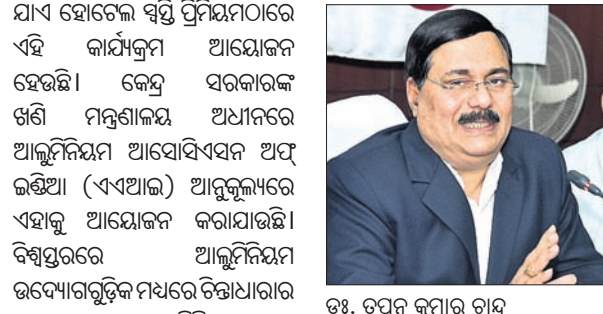 ଯାଏ ହୋଟେଲ ସ୍ୱସ୍ତି ପ୍ରିମିୟମଠାରେ
ଏହି କାର୍ଯ୍ୟକ୍ରମ ଆୟୋଜନ
ହେଉଛି। କେନ୍ଦ୍ର ସରକାରଙ୍କ
ଖଣି ମନ୍ତ୍ରଣାଳୟ ଅଧୀନରେ
ଆଲୁମିନିୟମ ଆସୋସିଏସନ ଅଫ୍
ଇଣ୍ଡିଆ (ଏଏଆଇ) ଆନୁକୂଲ୍ୟରେ
ଏହାକୁ ଆୟୋଜନ କରାଯାଉଛି।
ବିଶ୍ୱସ୍ତରରେ ଆଲୁମିନିୟମ
ଉଦ୍ୟୋଗଗୁଡ଼ିକ ମଧ୍ୟରେ ଚିନ୍ତାଧାରାର
ଡଃ. ତପନ କୁମାର ଚାନ୍ଦ